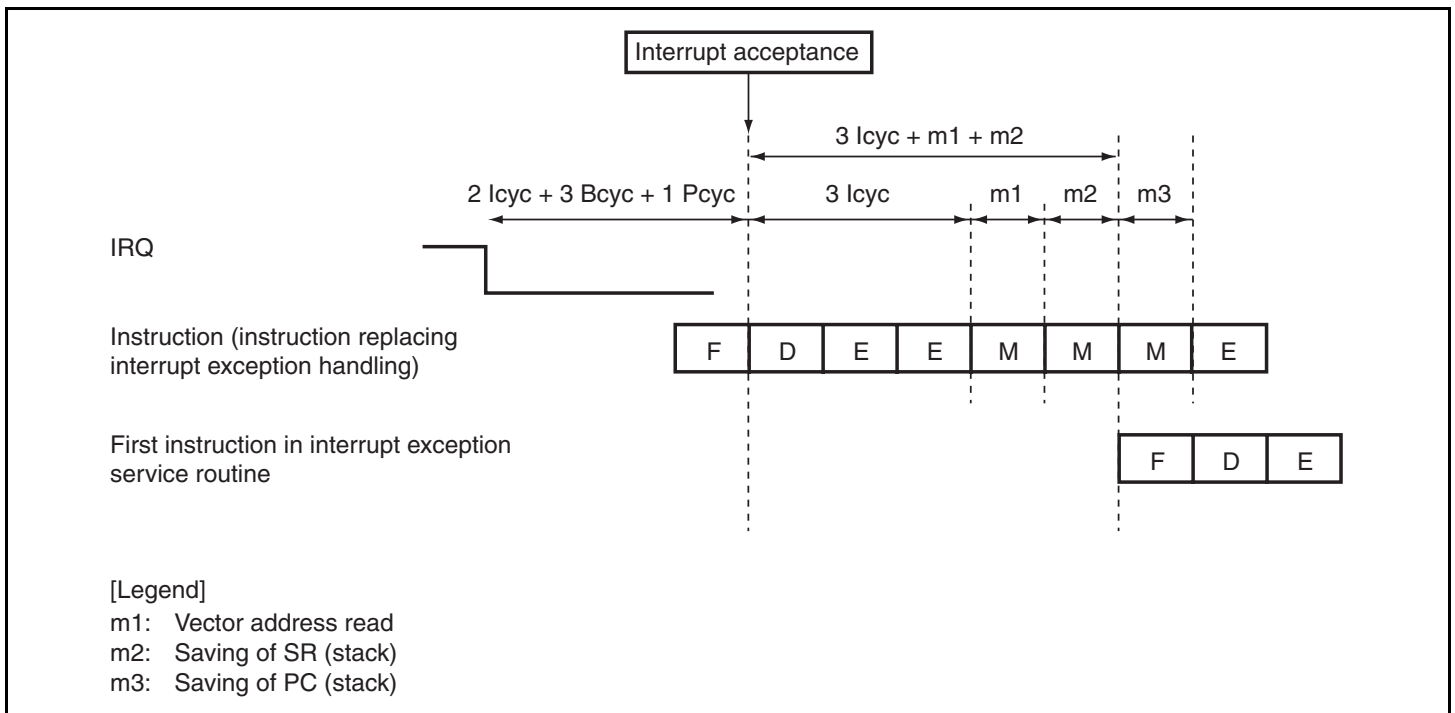 Interrupt acceptance
3 Icyc + m1 + m2
2 Icyc + 3 Bcyc + 1 Pcyc
3 Icyc
m1
m2
m3
IRQ
Instruction (instruction replacing
interrupt exception handling)
F D E E M M M E
First instruction in interrupt exception
service routine
F D E
[Legend]
m1: Vector address read
m2: Saving of SR (stack)
m3: Saving of PC (stack)